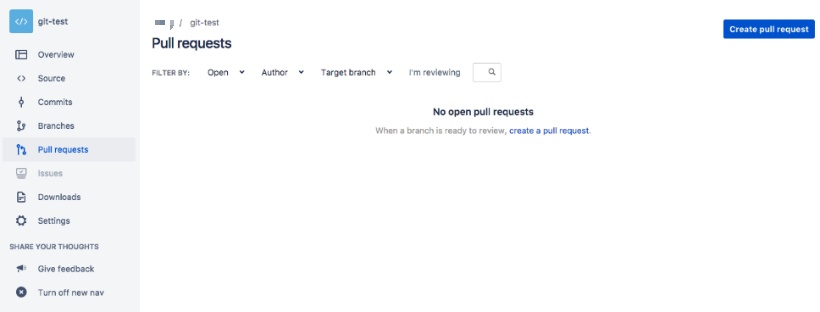 git-test
Overview
Source
Commits
Branches
Pull requests
Issues
Downloads
Settings
SHARE YOUR THOUGHTS
Give feedback
Turn off new nav
/ git-test
Pull requests
Create pull request
FILTER BY: Open Author Target branch I'm reviewing
No open pull requests
When a branch is ready to review, create a pull request.